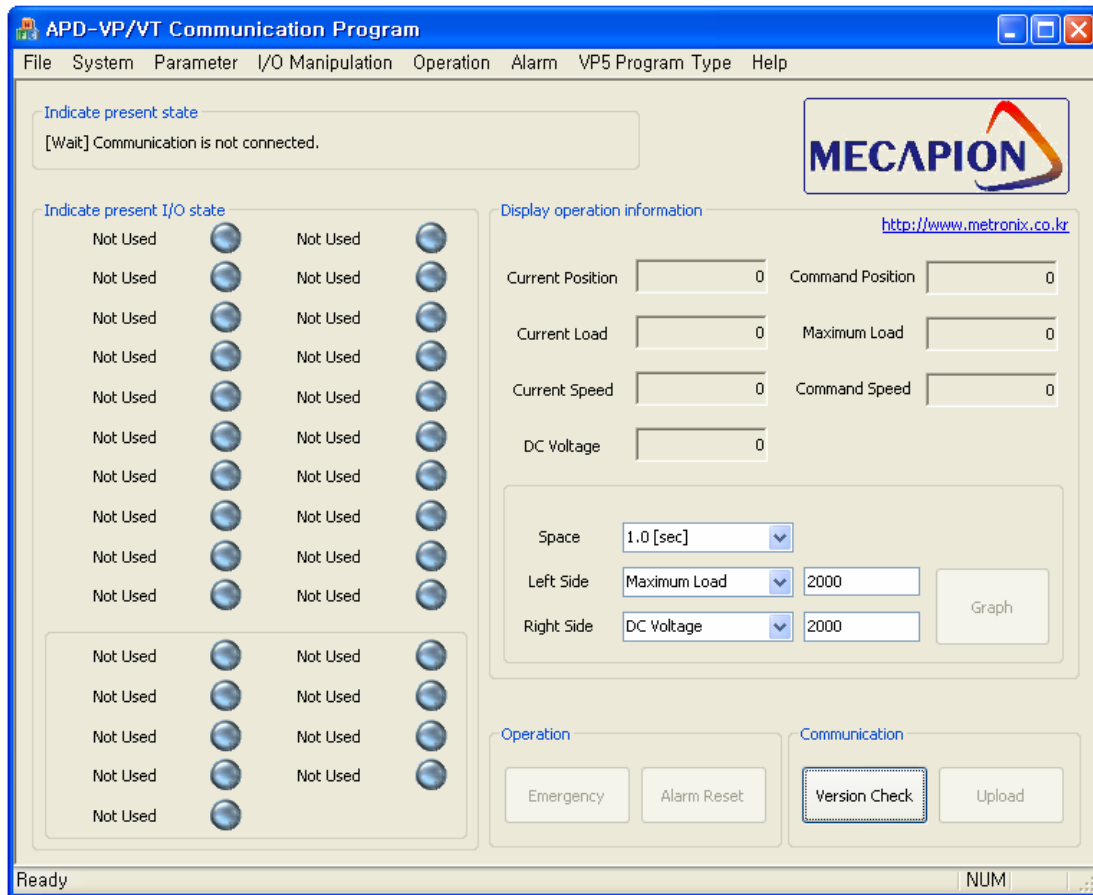 APD-VP/VT Communication Program
File System Parameter I/O Manipulation Operation Alarm VP5 Program Type Help
Indicate present state
[Wait] Communication is not connected.
MECAPION
Indicate present I/O state
Not Used Not Used
Not Used Not Used
Not Used Not Used
Not Used Not Used
Not Used Not Used
Not Used Not Used
Not Used Not Used
Not Used Not Used
Not Used Not Used
Not Used Not Used
Not Used Not Used
Not Used Not Used
Not Used Not Used
Not Used Not Used
Not Used
Display operation information
http://www.metronix.co.kr
Current Position 0 Command Position 0
Current Load 0 Maximum Load 0
Current Speed 0 Command Speed 0
DC Voltage 0
Space 1.0 [sec]
Left Side Maximum Load 2000
Right Side DC Voltage 2000
Graph
Operation
Emergency Alarm Reset
Communication
Version Check Upload
Ready NUM